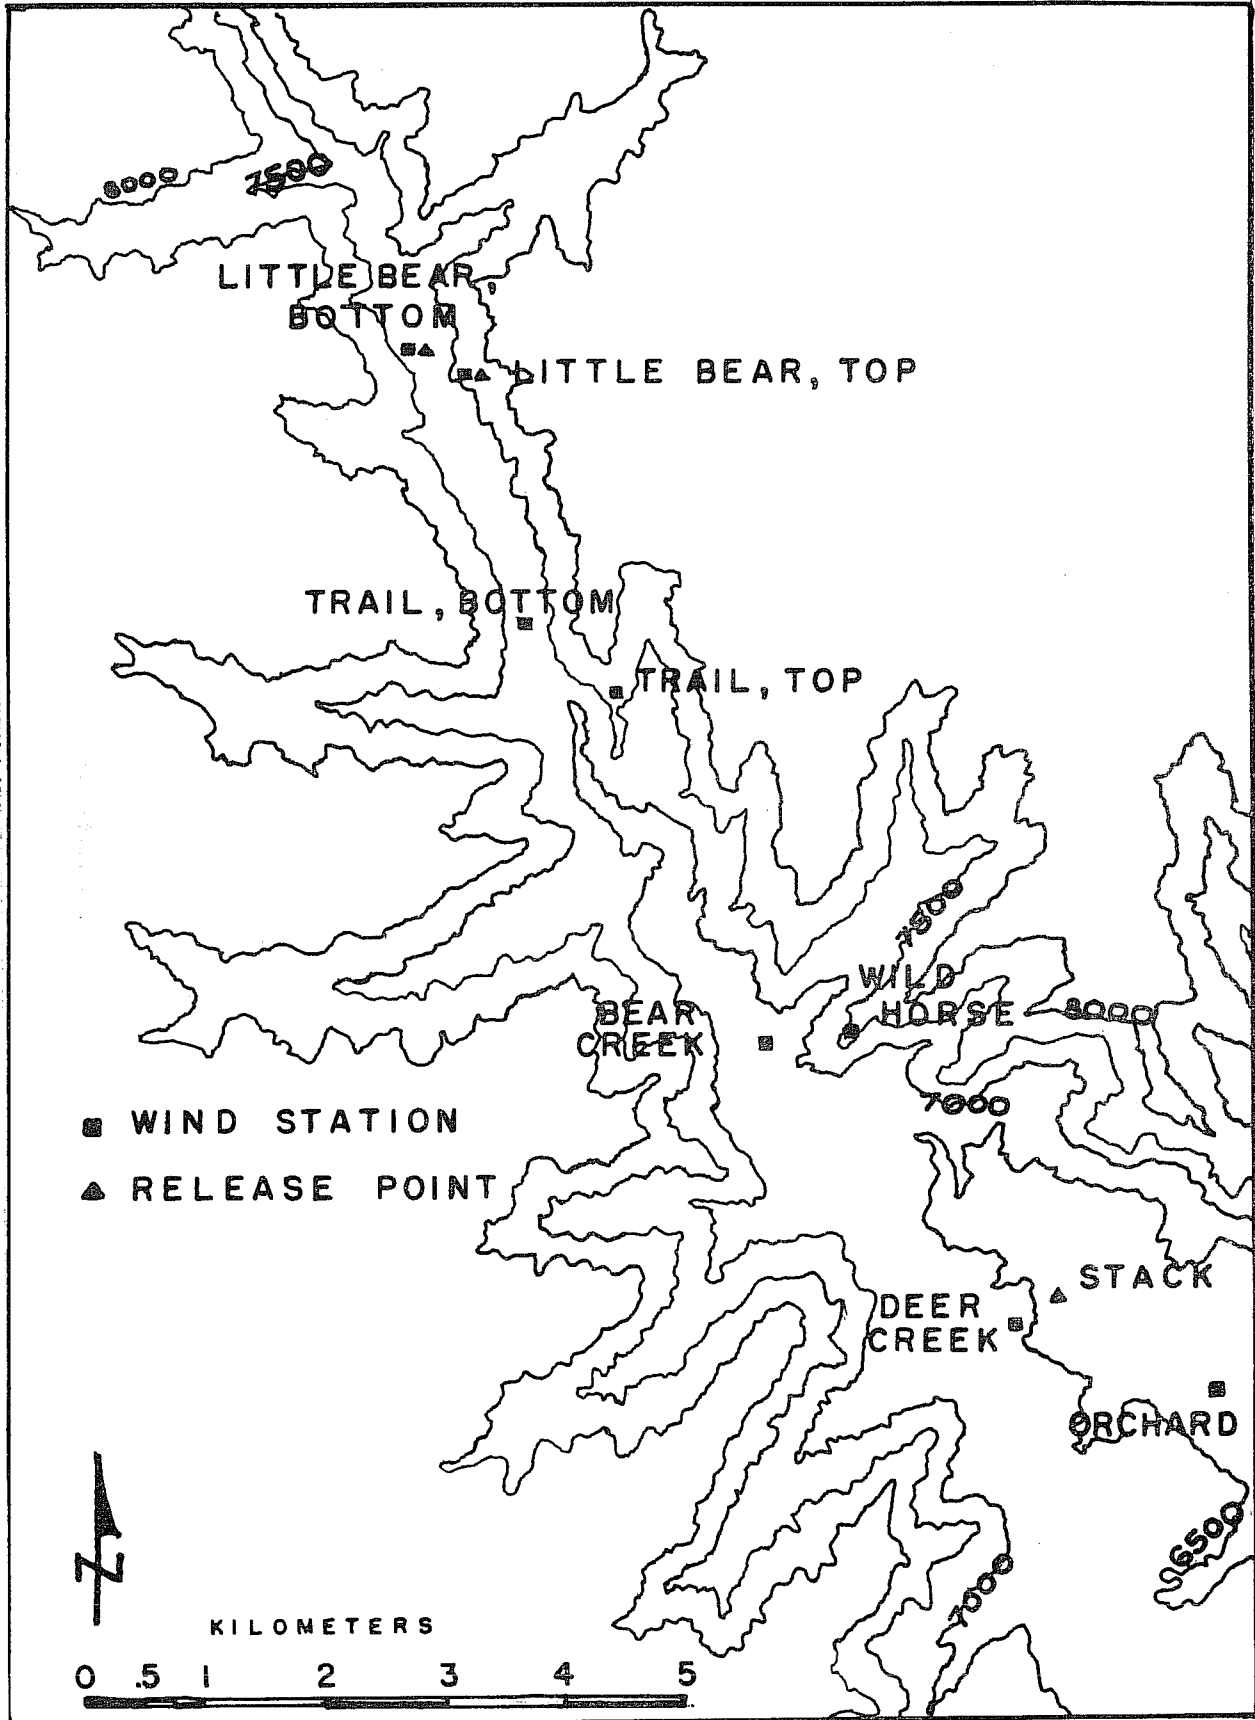 8000
7500
LITTLE BEAR,
BOTTOM
LITTLE BEAR, TOP
TRAIL, BOTTOM
TRAIL, TOP
7500
WILD
HORSE
8000
BEAR
CREEK
7000
WIND STATION
RELEASE POINT
STACK
DEER
CREEK
ORCHARD
6500
7000
N
KILOMETERS
0 .5 1 2 3 4 5